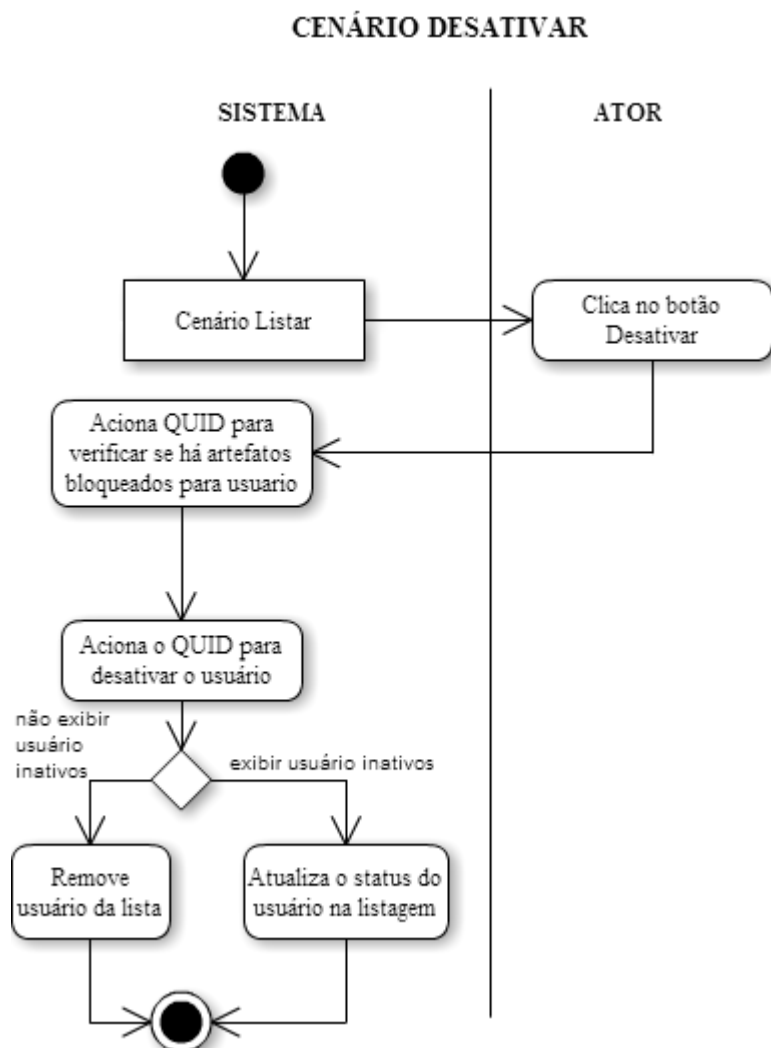 CENÁRIO DESATIVAR
SISTEMA
ATOR
Cenário Listar
Clica no botão
Desativar
Aciona QUID para
verificar se há artefatos
bloqueados para usuario
Aciona o QUID para
desativar o usuário
não exibir
usuário
inativos
exibir usuário inativos
Remove
usuário da lista
Atualiza o status do
usuário na listagem